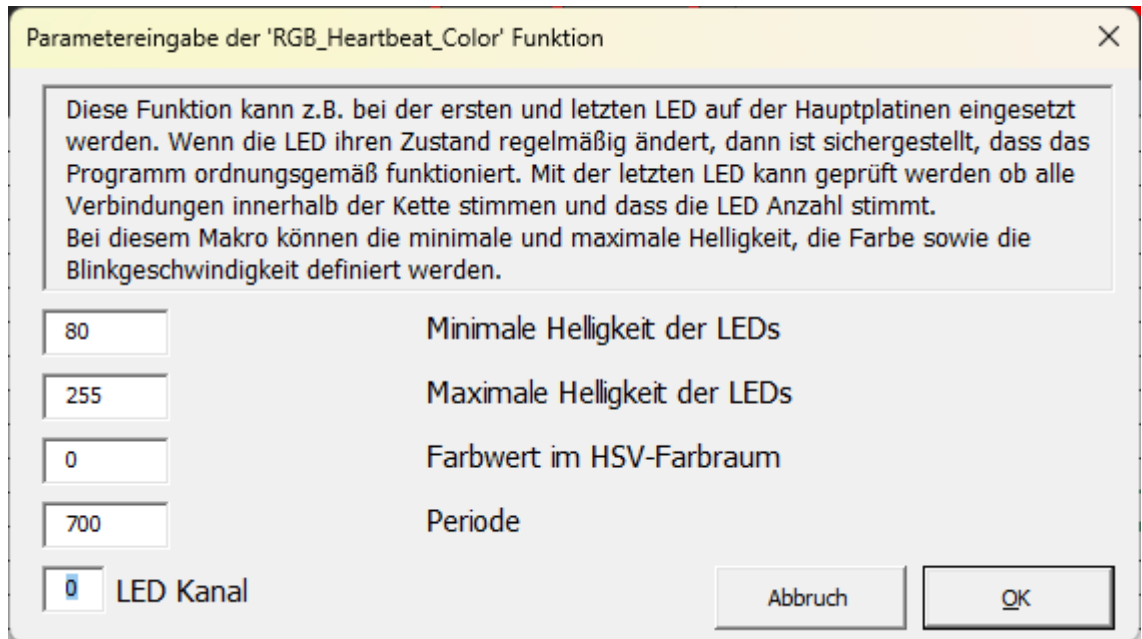 Parametereingabe der 'RGB_Heartbeat_Color' Funktion
Diese Funktion kann z.B. bei der ersten und letzten LED auf der Hauptplatinen eingesetzt
werden. Wenn die LED ihren Zustand regelmäßig ändert, dann ist sichergestellt, dass das
Programm ordnungsgemäß funktioniert. Mit der letzten LED kann geprüft werden ob alle
Verbindungen innerhalb der Kette stimmen und dass die LED Anzahl stimmt.
Bei diesem Makro können die minimale und maximale Helligkeit, die Farbe sowie die
Blinkgeschwindigkeit definiert werden.
80 Minimale Helligkeit der LEDs
255 Maximale Helligkeit der LEDs
0 Farbwert im HSV-Farbraum
700 Periode
0 LED Kanal Abbruch OK